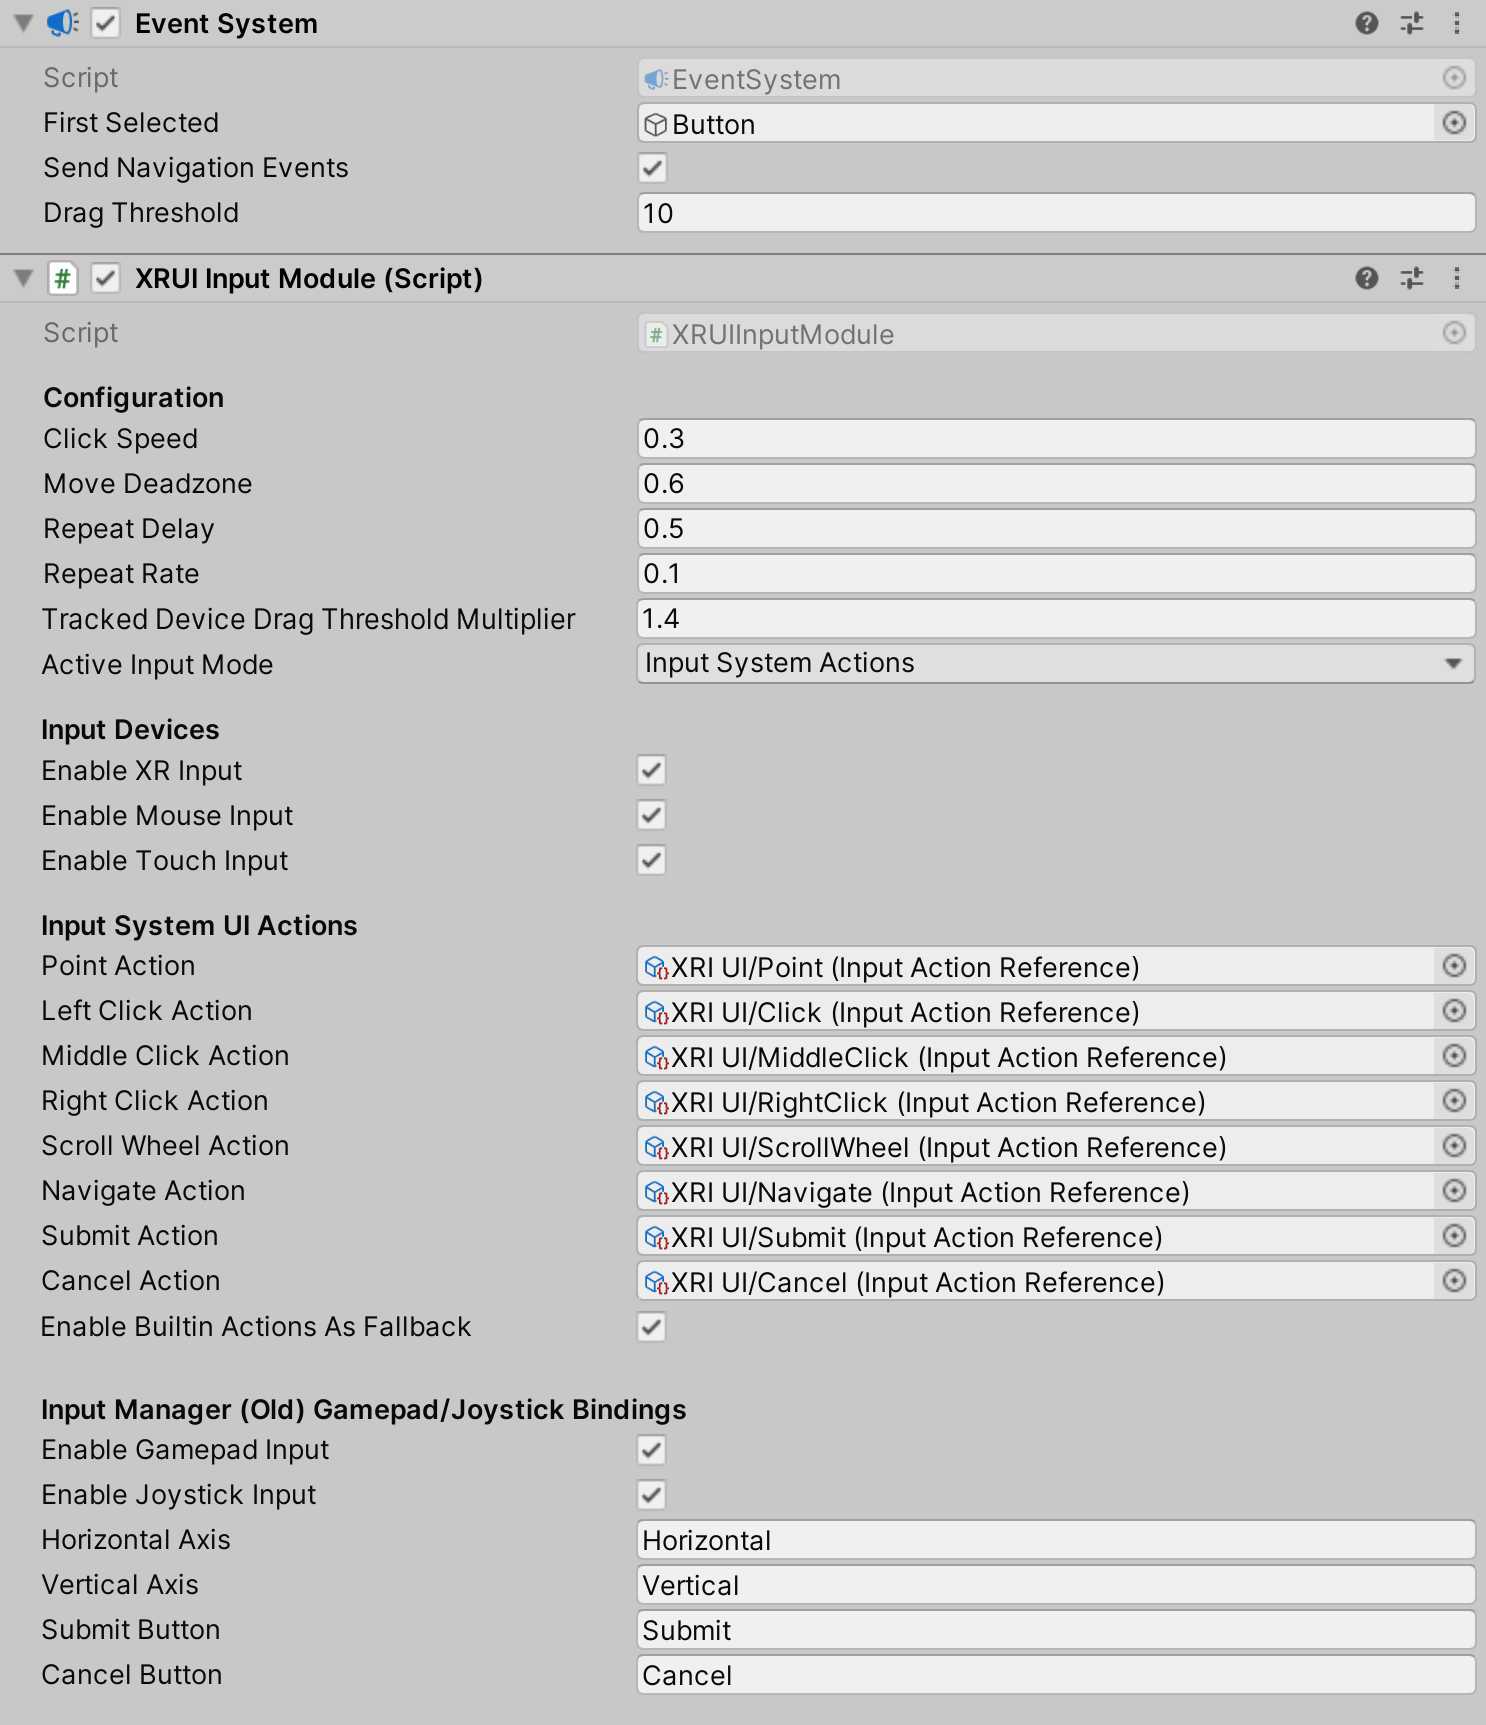 Event System
Script EventSystem
First Selected Button
Send Navigation Events
Drag Threshold 10
# XRUI Input Module (Script)
Script # XRUIInputModule
Configuration
Click Speed 0.3
Move Deadzone 0.6
Repeat Delay 0.5
Repeat Rate 0.1
Tracked Device Drag Threshold Multiplier 1.4
Active Input Mode Input System Actions
Input Devices
Enable XR Input
Enable Mouse Input
Enable Touch Input
Input System UI Actions
Point Action XRI UI/Point (Input Action Reference)
Left Click Action XRI UI/Click (Input Action Reference)
Middle Click Action XRI UI/MiddleClick (Input Action Reference)
Right Click Action XRI UI/RightClick (Input Action Reference)
Scroll Wheel Action XRI UI/ScrollWheel (Input Action Reference)
Navigate Action XRI UI/Navigate (Input Action Reference)
Submit Action XRI UI/Submit (Input Action Reference)
Cancel Action XRI UI/Cancel (Input Action Reference)
Enable Builtin Actions As Fallback
Input Manager (Old) Gamepad/Joystick Bindings
Enable Gamepad Input
Enable Joystick Input
Horizontal Axis Horizontal
Vertical Axis Vertical
Submit Button Submit
Cancel Button Cancel